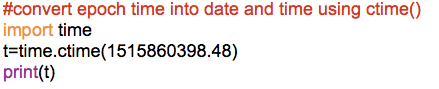 #convert epoch time into date and time using ctime()
import time
t=time.ctime(1515860398.48)
print(t)